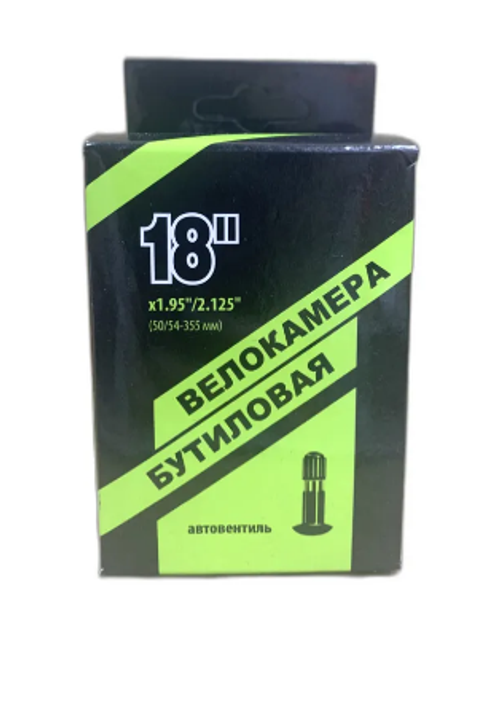 18"
x1.95"/2.125"
(50/54-355 мм)
ВЕЛОКАМЕРА
БУТИЛОВАЯ
автовентиль